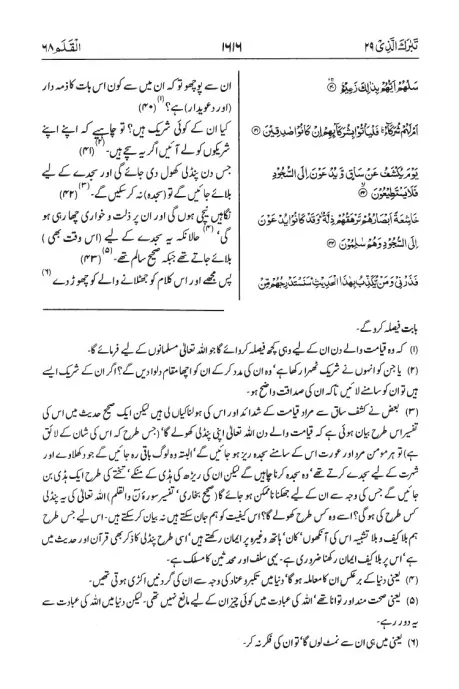 تبارك الذي ٢٩
١٦١٦
القلم ٦٨
سَلْهُمْ اَيُّهُمْ بِذٰلِكَ زَعِيْمٌ ﴿٤٠﴾
اَمْ لَهُمْ شُرَكَآءُ ۛ فَلْيَاْتُوْا بِشُرَكَآئِهِمْ اِنْ كَانُوْا صٰدِقِيْنَ ﴿٤١﴾
يَوْمَ يُكْشَفُ عَنْ سَاقٍ وَّيُدْعَوْنَ اِلَى السُّجُوْدِ
فَلَا يَسْتَطِيْعُوْنَ ﴿٤٢﴾
خَاشِعَةً اَبْصَارُهُمْ تَرْهَقُهُمْ ذِلَّةٌ ۭ وَقَدْ كَانُوْا يُدْعَوْنَ
اِلَى السُّجُوْدِ وَهُمْ سٰلِمُوْنَ ﴿٤٣﴾
فَذَرْنِيْ وَمَنْ يُّكَذِّبُ بِهٰذَا الْحَدِيْثِ ۭ سَنَسْتَدْرِجُهُمْ مِّنْ
ان سے پوچھو تو کہ ان میں سے کون اس بات کا ذمہ دار
(اور دعویدار) ہے؟ (۱) (۴۰)
کیا ان کے کوئی شریک ہیں؟ تو چاہیے کہ اپنے اپنے
شریکوں کو لے آئیں اگر یہ سچے ہیں۔ (۲) (۴۱)
جس دن پنڈلی کھول دی جائے گی اور سجدے کے لیے
بلائے جائیں گے تو (سجدہ) نہ کر سکیں گے۔ (۳) (۴۲)
نگاہیں نیچی ہوں گی اور ان پر ذلت و خواری چھا رہی ہو
گی، (۴) حالانکہ یہ سجدے کے لیے (اس وقت بھی)
بلائے جاتے تھے جبکہ صحیح سالم تھے۔ (۵) (۴۳)
پس مجھے اور اس کلام کو جھٹلانے والے کو چھوڑ دے (۶)
بابت فیصلہ کرو گے۔
(۱) کہ وہ قیامت والے دن ان کے لیے وہی کچھ فیصلہ کروائے گا جو اللہ تعالیٰ مسلمانوں کے لیے فرمائے گا۔
(۲) یا جن کو انہوں نے شریک ٹھہرا رکھا ہے، وہ ان کی مدد کر کے ان کو اچھا مقام دلوا دیں گے؟ اگر ان کے شریک ایسے
ہیں تو ان کو سامنے لائیں تاکہ ان کی صداقت واضح ہو۔
(۳) بعض نے کشف ساق سے مراد قیامت کے شدائد اور اس کی ہولناکیاں لی ہیں لیکن ایک صحیح حدیث میں اس کی
تفسیر اس طرح بیان ہوئی ہے کہ قیامت والے دن اللہ تعالیٰ اپنی پنڈلی کھولے گا، (جس طرح کہ اس کی شان کے لائق
ہے) تو ہر مومن مرد اور عورت اس کے سامنے سجدہ ریز ہو جائیں گے، البتہ وہ لوگ باقی رہ جائیں گے جو دکھلاوے اور
شہرت کے لیے سجدے کرتے تھے، وہ سجدہ کرنا چاہیں گے لیکن ان کی ریڑھ کی ہڈی کے منکے، تختے کی طرح ایک ہڈی بن
جائیں گے جس کی وجہ سے ان کے لیے جھکنا ناممکن ہو جائے گا (صحیح بخاری، تفسیر سورۃ ن والقلم) اللہ تعالیٰ کی یہ پنڈلی
کس طرح کی ہو گی؟ اسے وہ کس طرح کھولے گا؟ اس کیفیت کو ہم جان سکتے ہیں نہ بیان کر سکتے ہیں۔ اس لیے جس طرح
ہم بلا کیف و بلا تشبیہ اس کی آنکھوں، کان، ہاتھ وغیرہ پر ایمان رکھتے ہیں، اسی طرح پنڈلی کا ذکر بھی قرآن اور حدیث میں
ہے، اس پر بلا کیف ایمان رکھنا ضروری ہے۔ یہی سلف اور محدثین کا مسلک ہے۔
(۴) یعنی دنیا کے برعکس ان کا معاملہ ہو گا، دنیا میں تکبر و عناد کی وجہ سے ان کی گردنیں اکڑی ہوتی تھیں۔
(۵) یعنی صحت مند اور توانا تھے، اللہ کی عبادت میں کوئی چیز ان کے لیے مانع نہیں تھی۔ لیکن دنیا میں اللہ کی عبادت سے
یہ دور رہے۔
(۶) یعنی میں ہی ان سے نمٹ لوں گا، تو ان کی فکر نہ کر۔